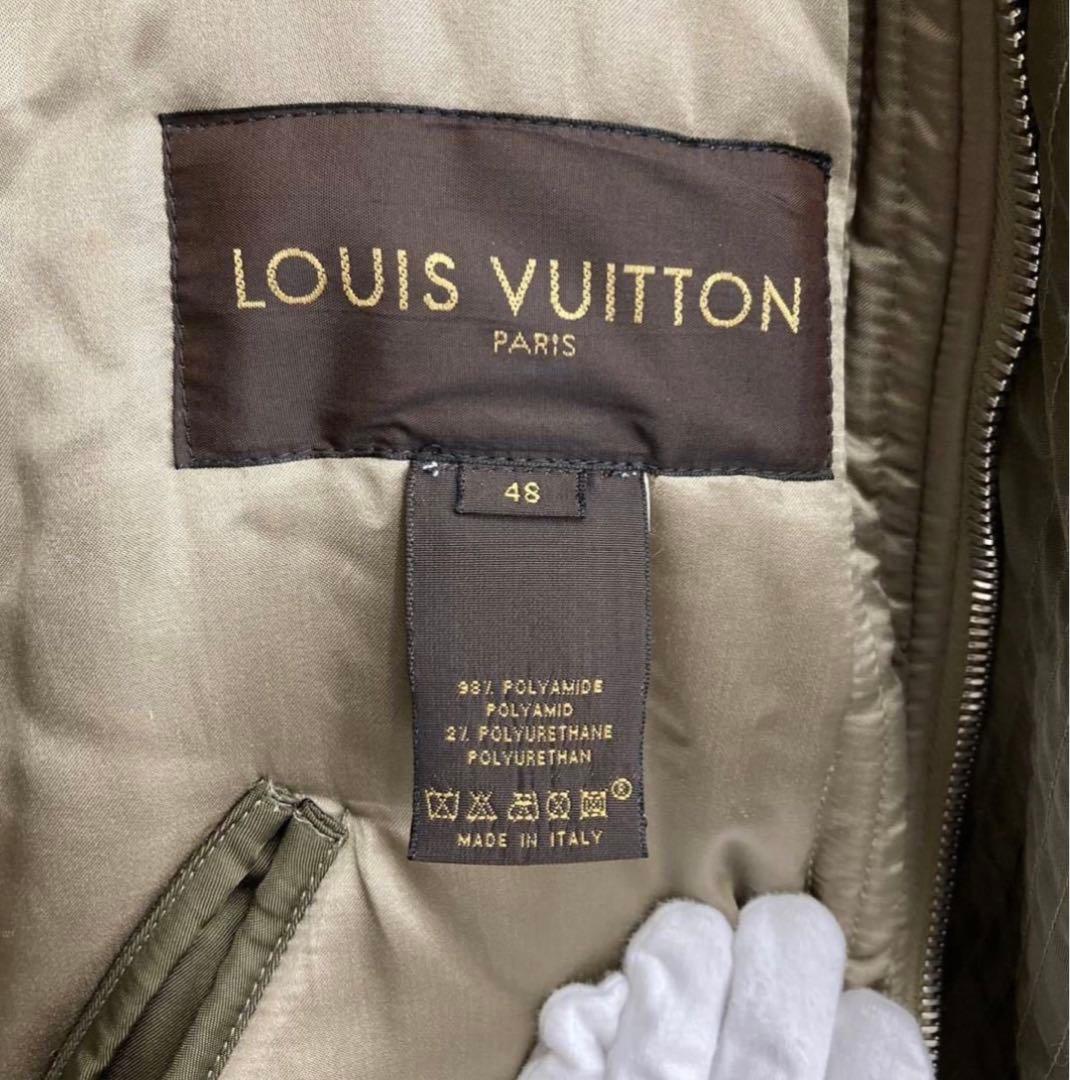 LOUIS VUITTON
PARIS
48
98% POLYAMIDE
POLYAMID
2% POLYURETHANE
POLYURETHAN
®
MADE IN ITALY